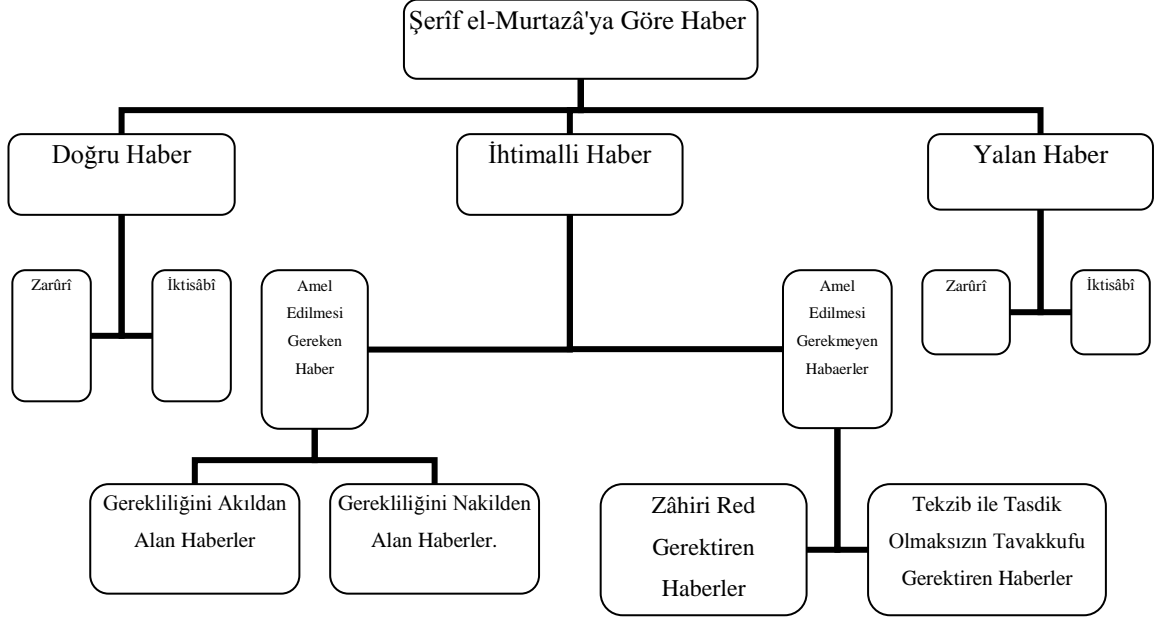 Şerîf el-Murtazâ'ya Göre Haber
Doğru Haber
İhtimalli Haber
Yalan Haber
Zarûrî
İktisâbî
Amel
Edilmesi
Gereken
Haber
Amel
Edilmesi
Gerekmeyen
Habaerler
Zarûrî
İktisâbî
Gerekliliğini Akıldan
Alan Haberler
Gerekliliğini Nakilden
Alan Haberler.
Zâhiri Red
Gerektiren
Haberler
Tekzib ile Tasdik
Olmaksızın Tavakkufu
Gerektiren Haberler